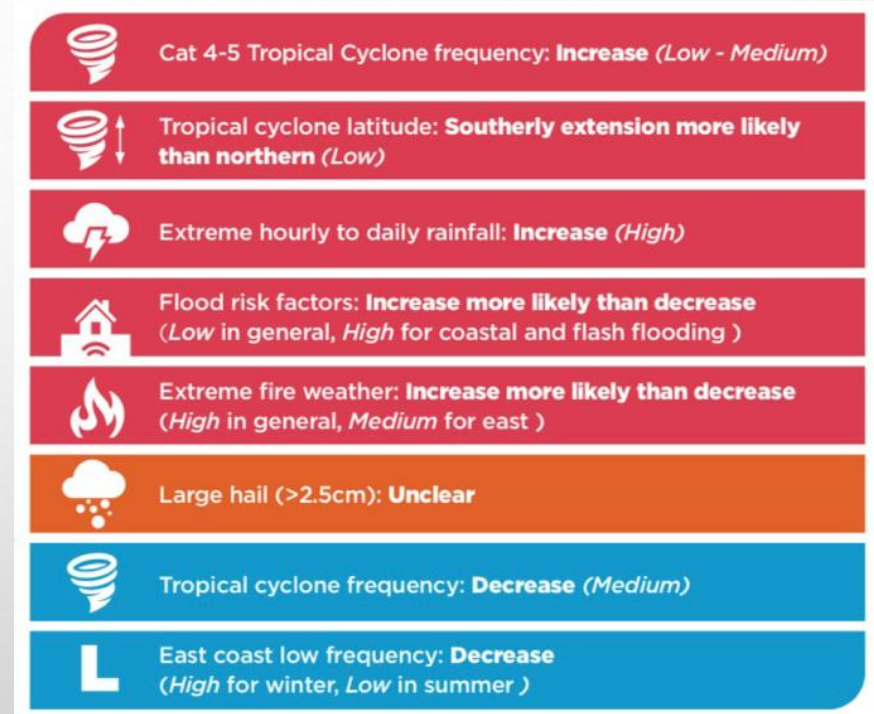 Cat 4-5 Tropical Cyclone frequency: Increase (Low - Medium)
Tropical cyclone latitude: Southerly extension more likely
than northern (Low)
Extreme hourly to daily rainfall: Increase (High)
Flood risk factors: Increase more likely than decrease
(Low in general, High for coastal and flash flooding )
Extreme fire weather: Increase more likely than decrease
(High in general, Medium for east )
Large hail (>2.5cm): Unclear
Tropical cyclone frequency: Decrease (Medium)
L
East coast low frequency: Decrease
(High for winter, Low in summer )